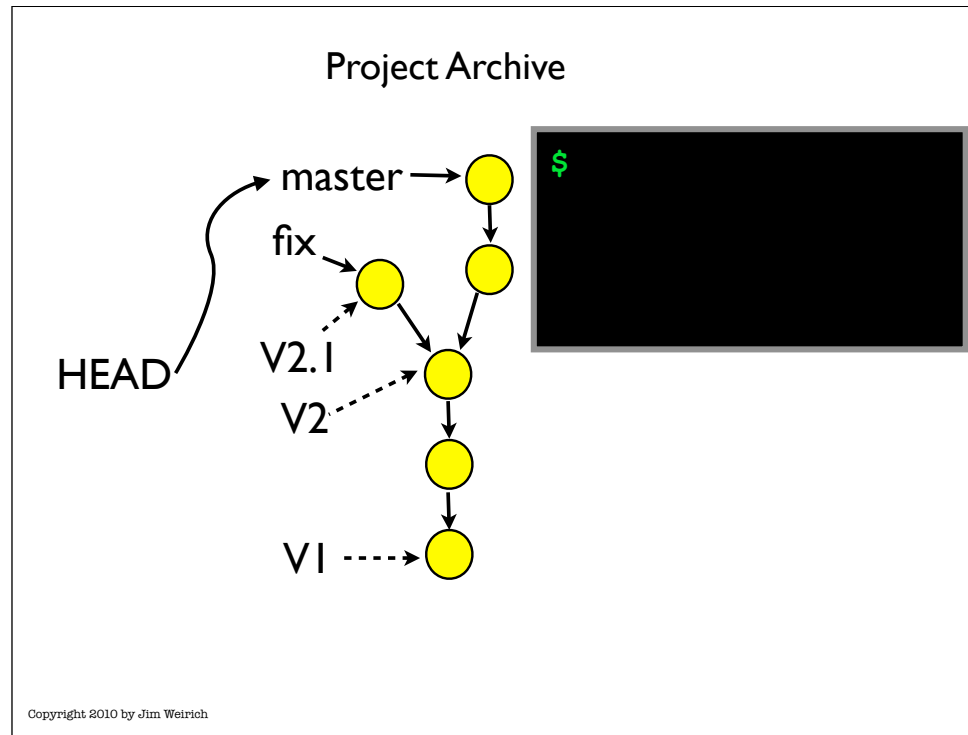 Project Archive
$
master
fix
V2.1
HEAD
V2
V1
Copyright 2010 by Jim Weirich